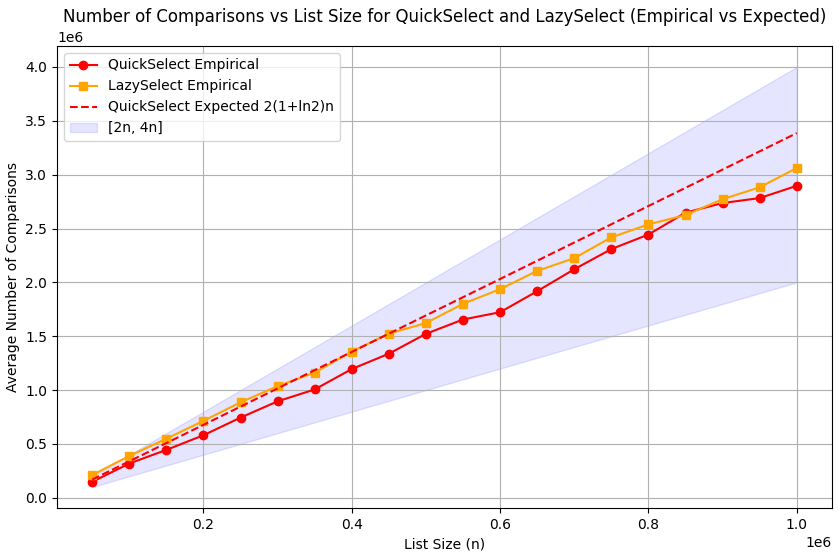 Number of Comparisons vs List Size for QuickSelect and LazySelect (Empirical vs Expected)
1e6
QuickSelect Empirical
LazySelect Empirical
QuickSelect Expected 2(1+ln2)n
[2n, 4n]
Average Number of Comparisons
4.0
3.5
3.0
2.5
2.0
1.5
1.0
0.5
0.0
0.2
0.4
0.6
0.8
1.0
1e6
List Size (n)